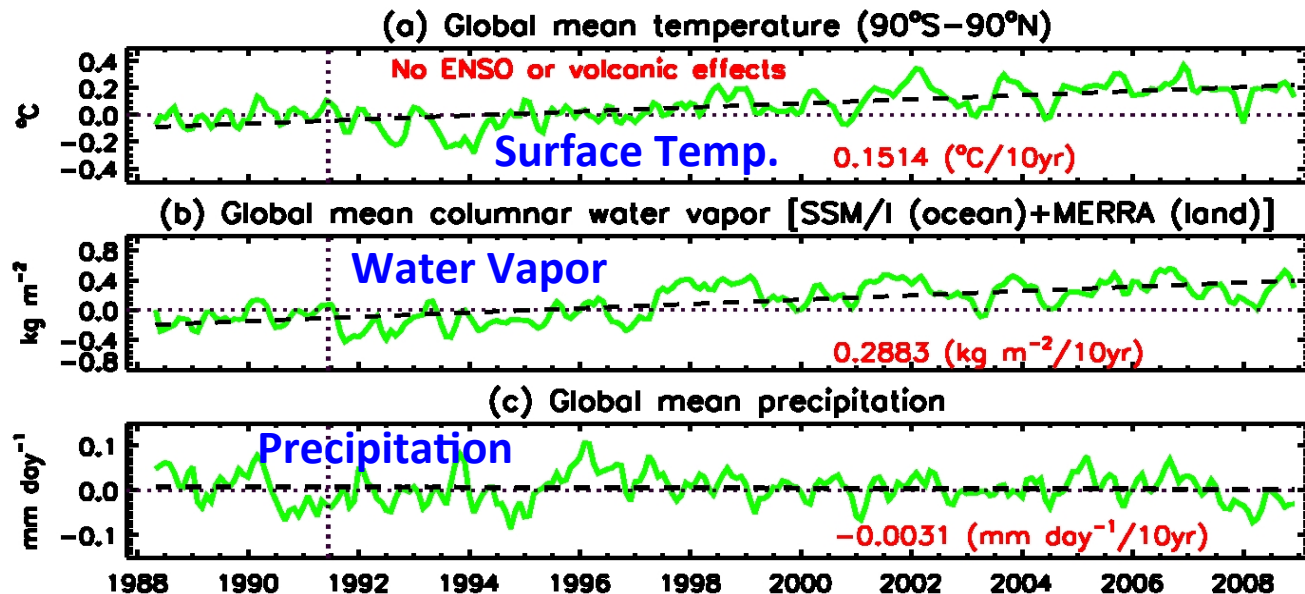 (a) Global mean temperature (90°S−90°N)
No ENSO or volcanic effects
0.4
0.2
0.0
−0.2
−0.4
°C
Surface Temp.
0.1514 (°C/10yr)
(b) Global mean columnar water vapor [SSM/I (ocean)+MERRA (land)]
0.8
0.4
0.0
−0.4
−0.8
kg m⁻²
Water Vapor
0.2883 (kg m⁻²/10yr)
(c) Global mean precipitation
0.1
0.0
−0.1
mm day⁻¹
Precipitation
−0.0031 (mm day⁻¹/10yr)
1988 1990 1992 1994 1996 1998 2000 2002 2004 2006 2008